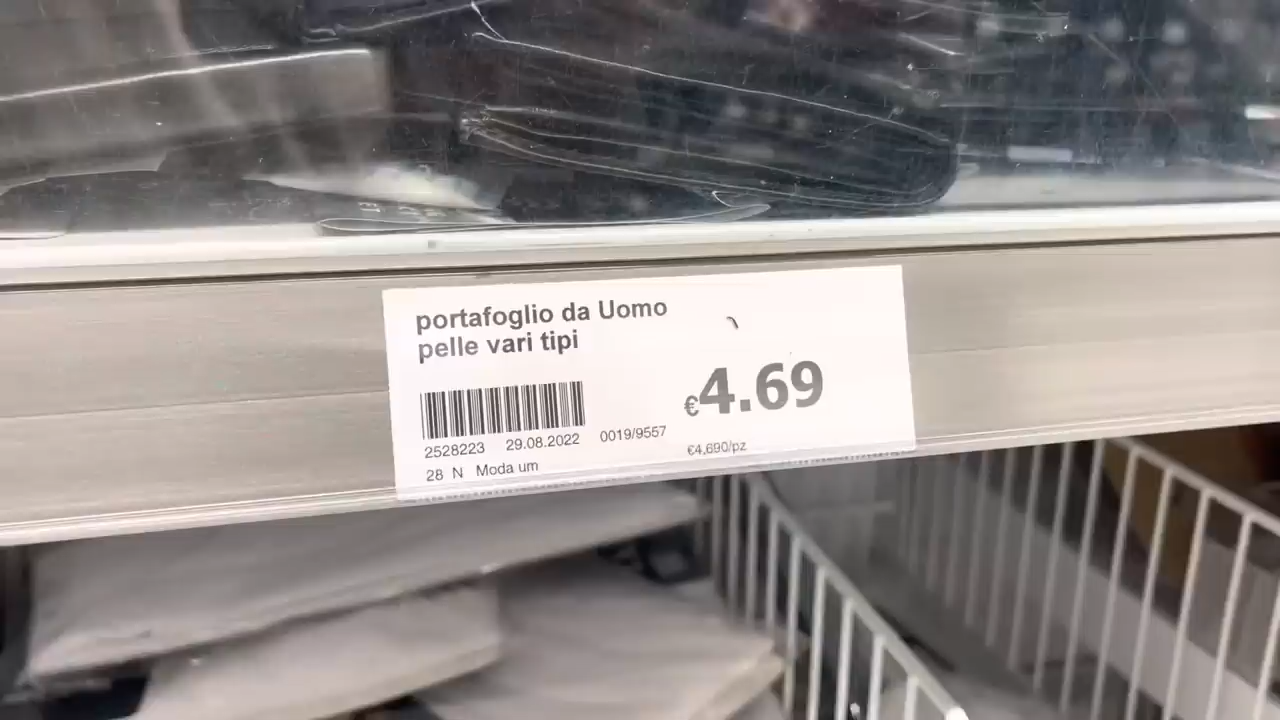 portafoglio da Uomo
pelle vari tipi
€4.69
2528223 29.08.2022 0019/9557
€4,690/pz
28 N Moda um